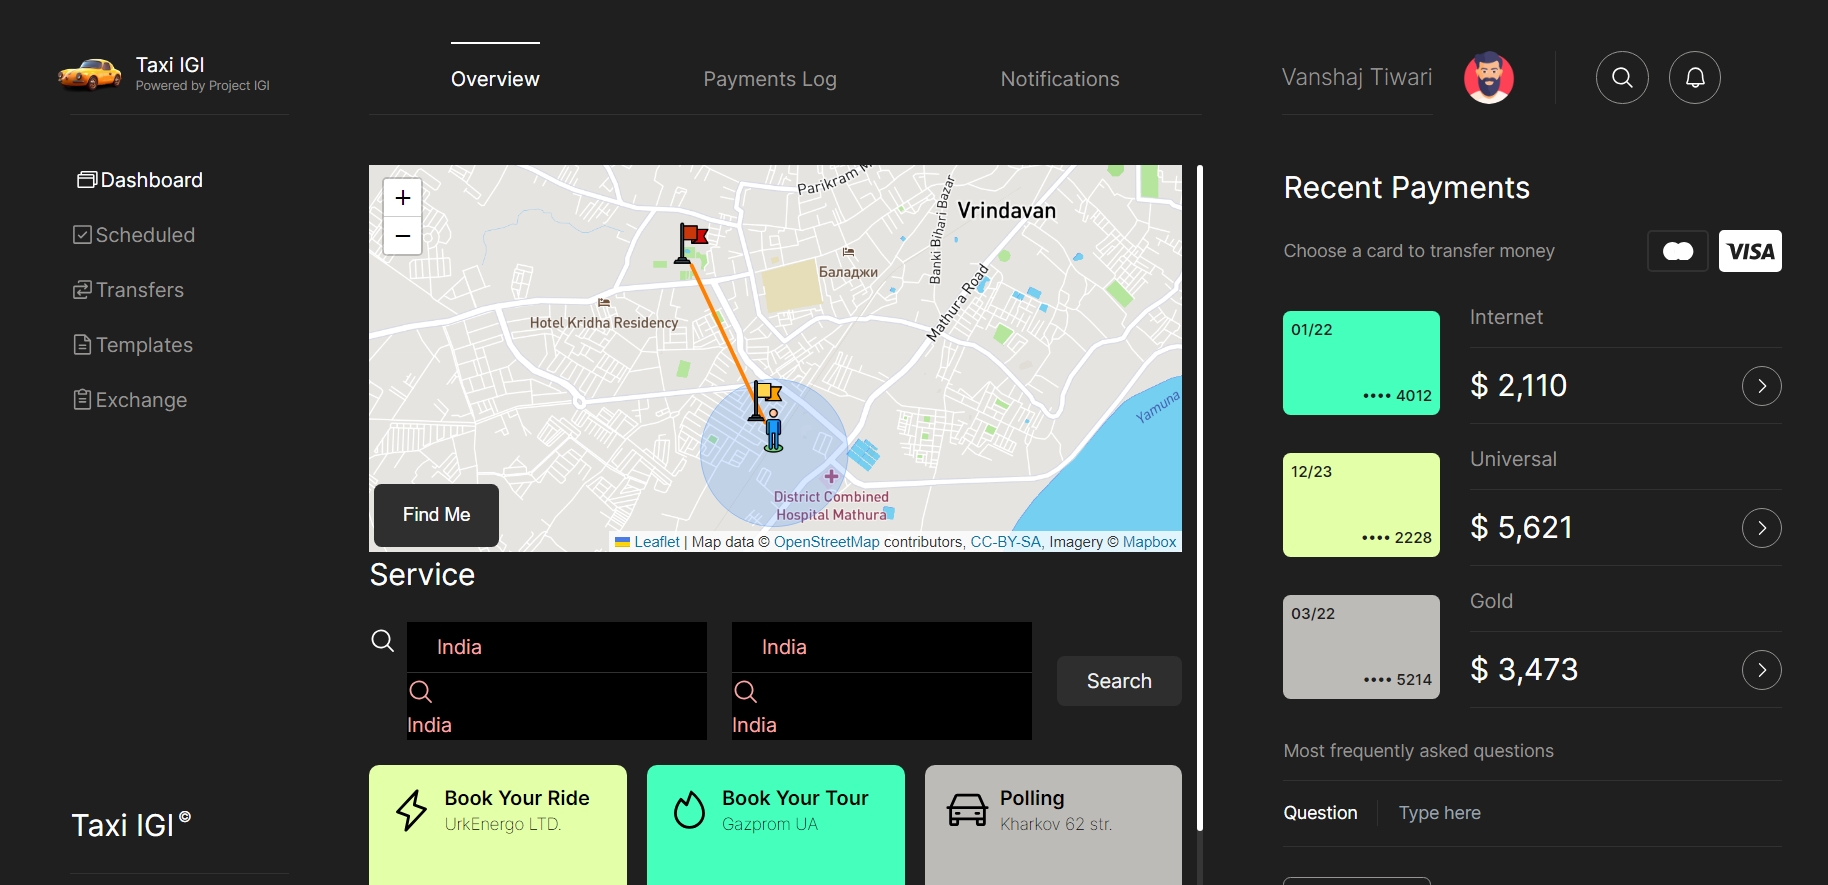 Taxi IGI
Powered by Project IGI
Overview
Payments Log
Notifications
Vanshaj Tiwari
Dashboard
Scheduled
Transfers
Templates
Exchange
Taxi IGI©
+
−
Parikram M
Banki Bihari Bazar
Vrindavan
Баладжи
Mathura Road
Hotel Kridha Residency
Yamuna
District Combined
Hospital Mathura
Find Me
Leaflet | Map data © OpenStreetMap contributors, CC-BY-SA, Imagery © Mapbox
Service
India
India
India
India
Search
Book Your Ride
UrkEnergo LTD.
Book Your Tour
Gazprom UA
Polling
Kharkov 62 str.
Recent Payments
Choose a card to transfer money
VISA
01/22
•••• 4012
Internet
$ 2,110
12/23
•••• 2228
Universal
$ 5,621
03/22
•••• 5214
Gold
$ 3,473
Most frequently asked questions
Question
Type here